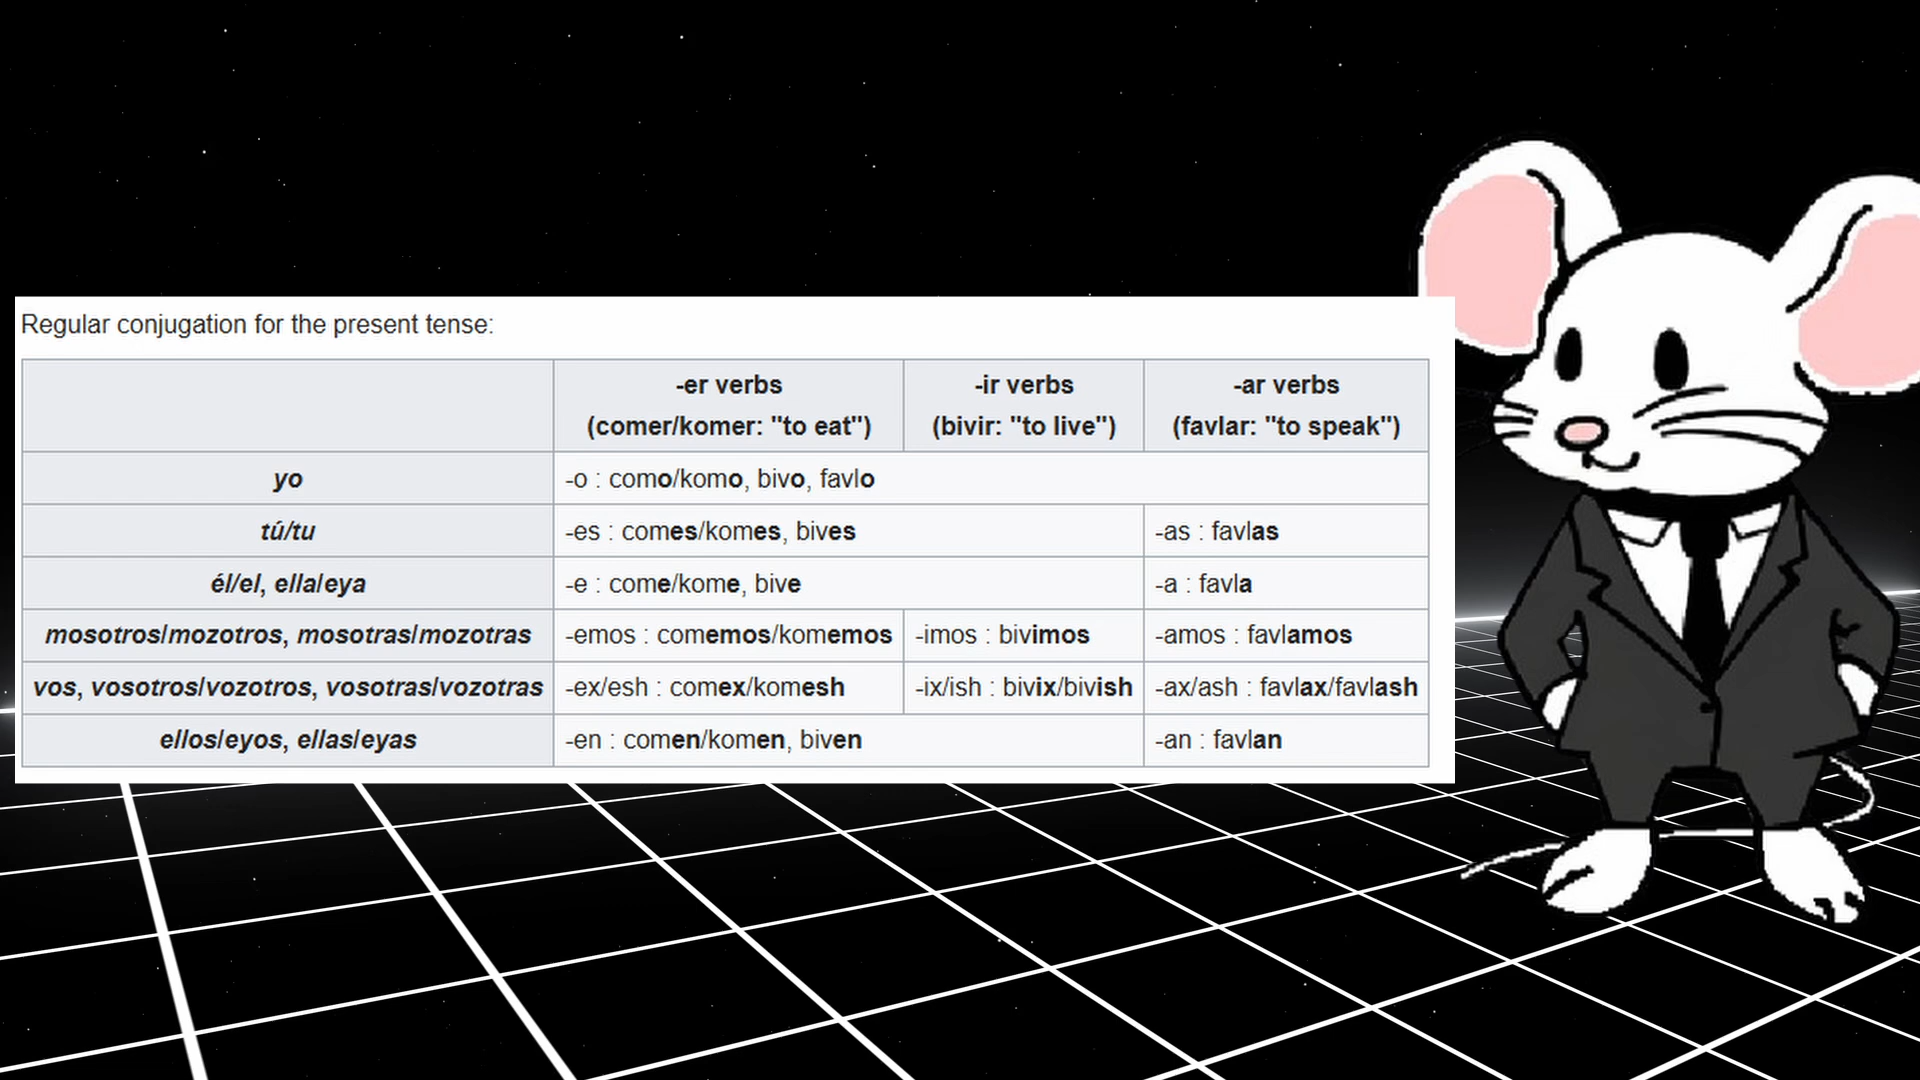 Regular conjugation for the present tense:
-er verbs
(comer/komer: "to eat")
-ir verbs
(bivir: "to live")
-ar verbs
(favlar: "to speak")
yo
-o : como/komo, bivo, favlo
tú/tu
-es : comes/komes, bives
-as : favlas
él/el, ella/eya
-e : come/kome, bive
-a : favla
mosotros/mozotros, mosotras/mozotras
-emos : comemos/komemos
-imos : bivimos
-amos : favlamos
vos, vosotros/vozotros, vosotras/vozotras
-ex/esh : comex/komesh
-ix/ish : bivix/bivish
-ax/ash : favlax/favlash
ellos/eyos, ellas/eyas
-en : comen/komen, biven
-an : favlan